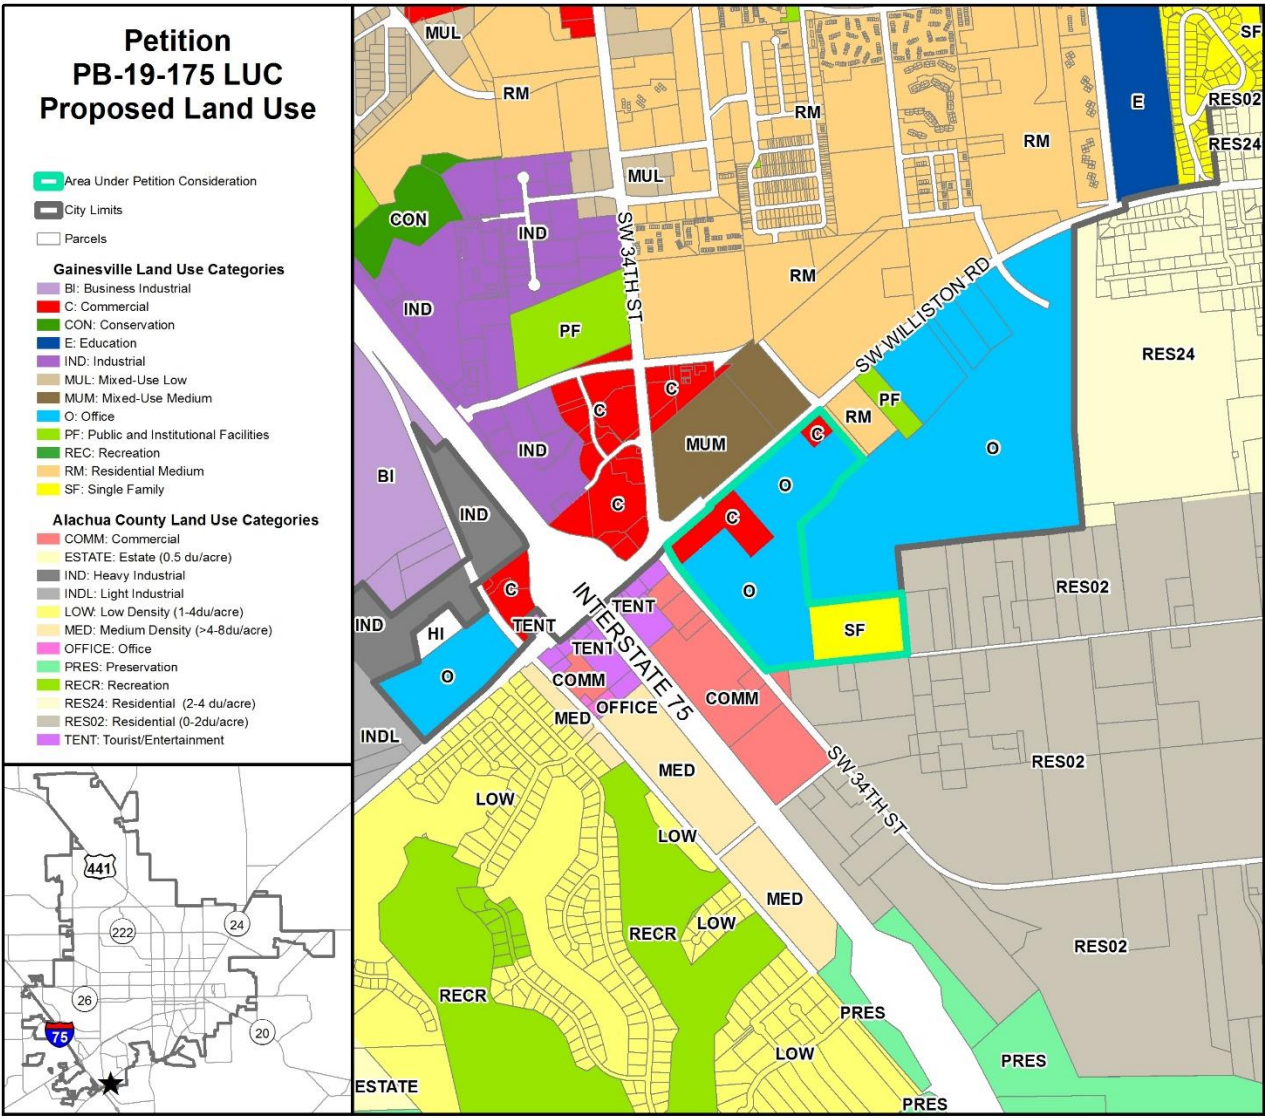 Petition
PB-19-175 LUC
Proposed Land Use
Area Under Petition Consideration
City Limits
Parcels
Gainesville Land Use Categories
BI: Business Industrial
C: Commercial
CON: Conservation
E: Education
IND: Industrial
MUL: Mixed-Use Low
MUM: Mixed-Use Medium
O: Office
PF: Public and Institutional Facilities
REC: Recreation
RM: Residential Medium
SF: Single Family
Alachua County Land Use Categories
COMM: Commercial
ESTATE: Estate (0.5 du/acre)
IND: Heavy Industrial
INDL: Light Industrial
LOW: Low Density (1-4du/acre)
MED: Medium Density (>4-8du/acre)
OFFICE: Office
PRES: Preservation
RECR: Recreation
RES24: Residential (2-4 du/acre)
RES02: Residential (0-2du/acre)
TENT: Tourist/Entertainment
441
222
24
26
75
20
MUL
SF
RM
E
RES02
RM
RM
RES24
MUL
CON
SW 34TH ST
IND
RM
SW WILLISTON RD
IND
PF
RES24
C
C
PF
RM
C
MUM
IND
O
BI
O
C
C
IND
O
C
INTERSTATE 75
RES02
TENT
TENT
IND
HI
SF
TENT
O
COMM
COMM
OFFICE
MED
INDL
SW 34TH ST
RES02
MED
LOW
LOW
MED
LOW
RECR
RES02
RECR
PRES
LOW
PRES
ESTATE
PRES